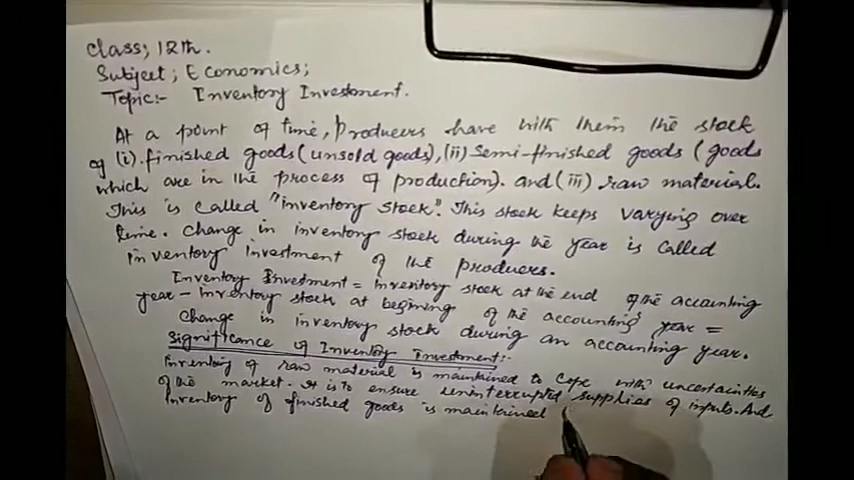 Class; 12th.
Subject; Economics;
Topic:- Inventory Investment.
At a point of time, producers have with them the stock
of (i). finished goods (unsold goods), (ii) Semi-finished goods (goods
which are in the process of production). and (iii) raw material.
This is called "inventory stock". This stock keeps varying over
time. Change in inventory stock during the year is called
inventory investment of the producers.
Inventory Investment = inventory stock at the end of the accounting
year - inventory stock at begining of the accounting year =
Change in inventory stock during an accounting year.
Significance of Inventory Investment:-
Inventory of raw material is maintained to cope with uncertainties
of the market. It is to ensure uninterrupted supplies of inputs. And
Inventory of finished goods is maintained